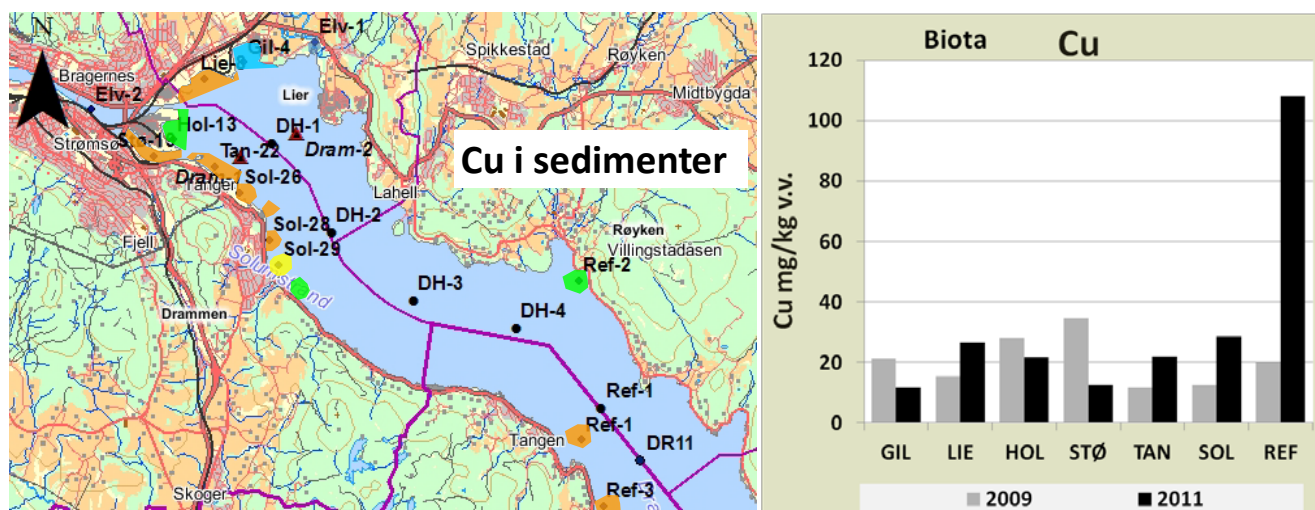 N
Elv-1
Gil-4
Spikkestad
Røyken
Lie-
Bragernes
Midtbygda
Elv-2
Lier
Hol-13
DH-1
Strømsø
Tan-22
Dram-2
Cu i sedimenter
Sol-26
Lahell
Sol-28
DH-2
Røyken
Villingstadåsen
Fjell
Sol-29
Ref-2
DH-3
Drammen
DH-4
Ref-1
Ref-1
Tangen
DR11
Skoger
Ref-3
Biota
Cu
Cu mg/kg v.v.
120
100
80
60
40
20
0
GIL LIE HOL STØ TAN SOL REF
2009 2011